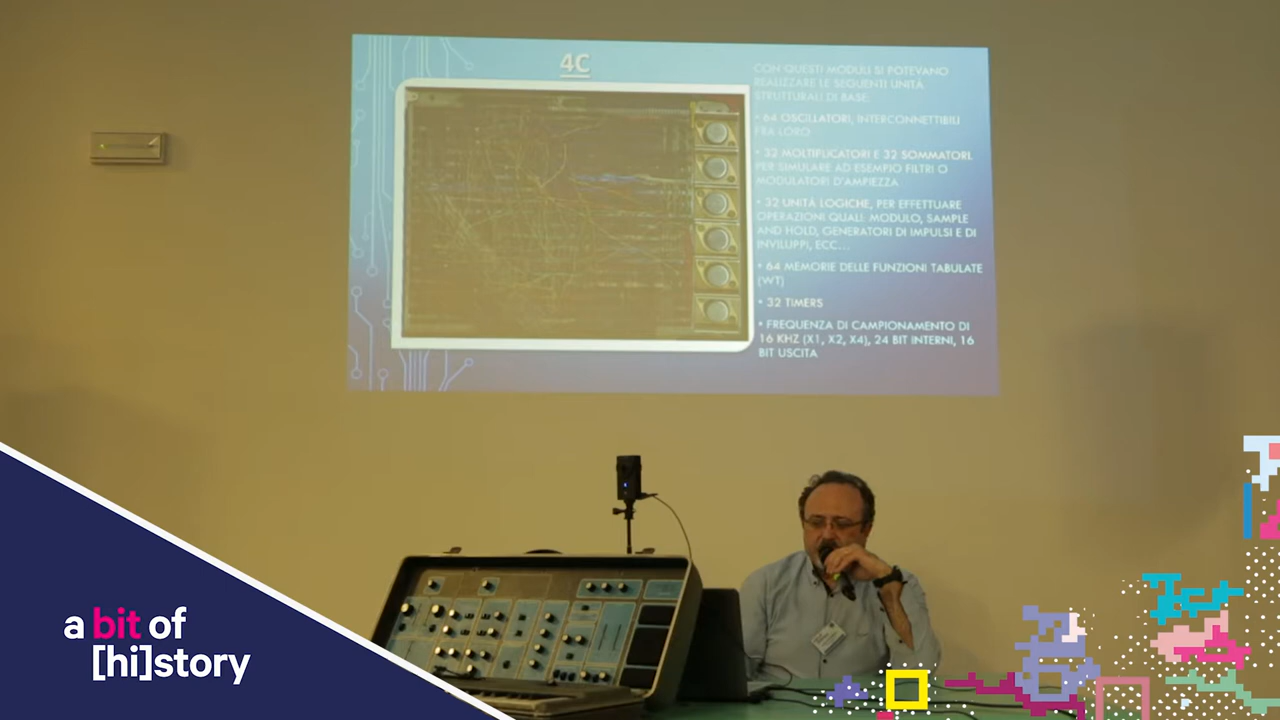 4C
CON QUESTI MODULI SI POTEVANO
REALIZZARE LE SEGUENTI UNITÀ
STRUTTURALI DI BASE:
• 64 OSCILLATORI, INTERCONNETTIBILI
FRA LORO
• 32 MOLTIPLICATORI E 32 SOMMATORI,
PER SIMULARE AD ESEMPIO FILTRI O
MODULATORI D'AMPIEZZA
• 32 UNITÀ LOGICHE, PER EFFETTUARE
OPERAZIONI QUALI: MODULO, SAMPLE
AND HOLD, GENERATORI DI IMPULSI E DI
INVILUPPI, ECC...
• 64 MEMORIE DELLE FUNZIONI TABULATE
(WT)
• 32 TIMERS
• FREQUENZA DI CAMPIONAMENTO DI
16 KHZ (X1, X2, X4), 24 BIT INTERNI, 16
BIT USCITA
a bit of
[hi]story